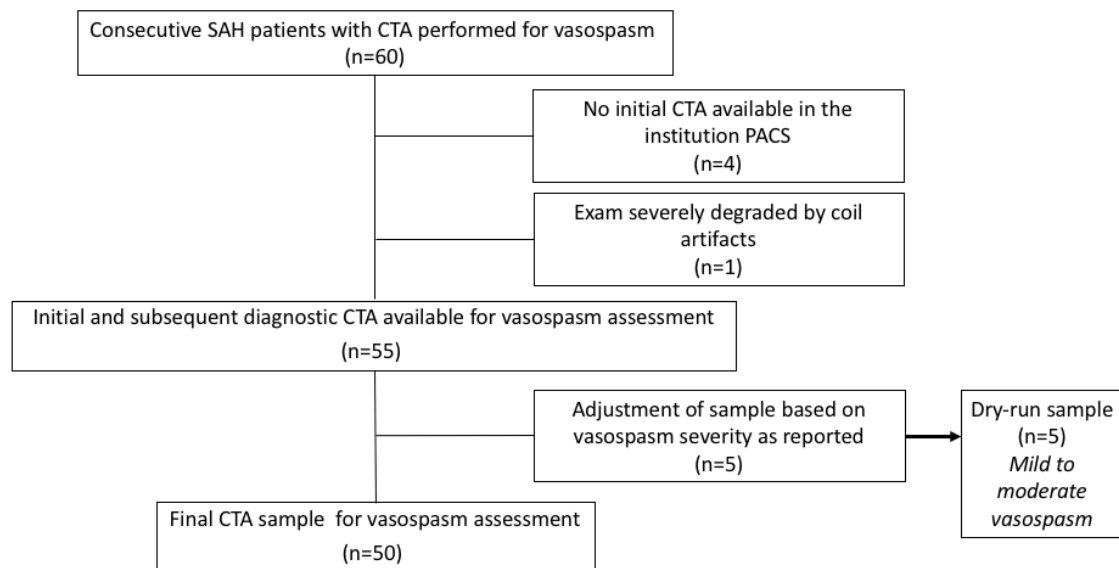 Consecutive SAH patients with CTA performed for vasospasm
(n=60)
No initial CTA available in the
institution PACS
(n=4)
Exam severely degraded by coil
artifacts
(n=1)
Initial and subsequent diagnostic CTA available for vasospasm assessment
(n=55)
Adjustment of sample based on
vasospasm severity as reported
(n=5)
Dry-run sample
(n=5)
Mild to
moderate
vasospasm
Final CTA sample for vasospasm assessment
(n=50)